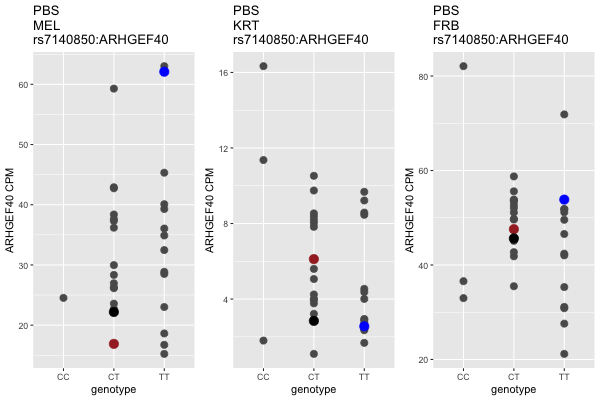 PBS
MEL
rs7140850:ARHGEF40
ARHGEF40 CPM
60
50
40
30
20
CC
CT
TT
genotype
PBS
KRT
rs7140850:ARHGEF40
ARHGEF40 CPM
16
12
8
4
CC
CT
TT
genotype
PBS
FRB
rs7140850:ARHGEF40
ARHGEF40 CPM
80
60
40
20
CC
CT
TT
genotype